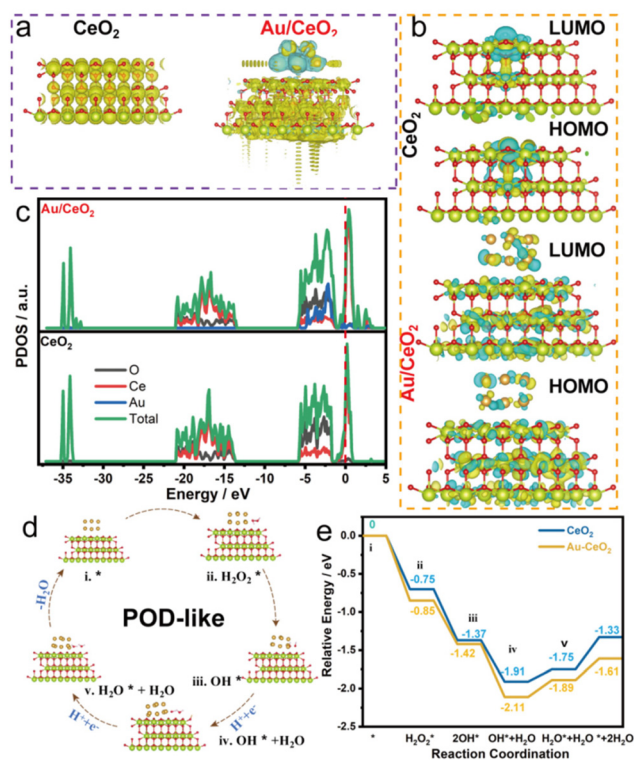 a
CeO2
Au/CeO2
b
LUMO
HOMO
CeO2
LUMO
HOMO
Au/CeO2
c
Au/CeO2
CeO2
O
Ce
Au
Total
PDOS / a.u.
-35 -30 -25 -20 -15 -10 -5 0 5
Energy / eV
d
i. *
ii. H2O2 *
-H2O
POD-like
iii. OH *
v. H2O * + H2O
H⁺+e⁻
H⁺+e⁻
iv. OH * +H2O
e
0
CeO2
Au-CeO2
0.0
-0.5
-1.0
-1.5
-2.0
-2.5
Relative Energy / eV
i
ii
-0.75
-0.85
iii
-1.37
-1.42
iv
-1.91
-2.11
v
-1.75
-1.89
-1.33
-1.61
* H2O2* 2OH* OH*+H2O H2O*+H2O *+2H2O
Reaction Coordination